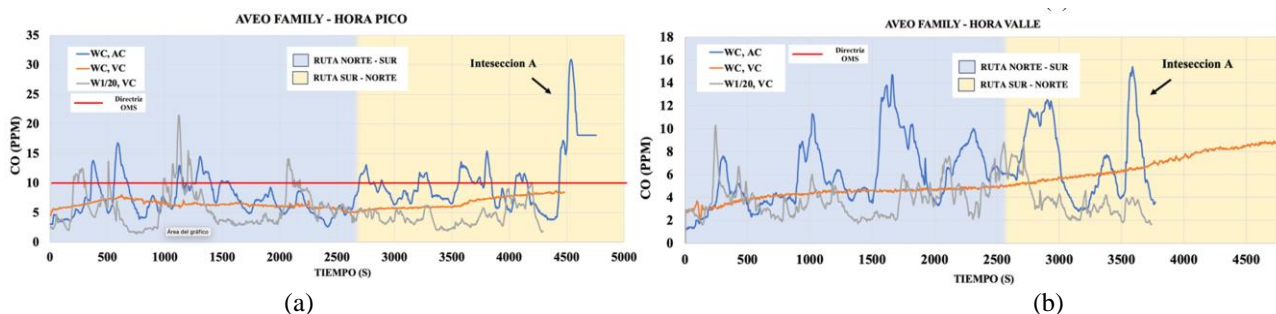 AVEO FAMILY - HORA PICO
CO (PPM)
35
30
25
20
15
10
5
0
WC, AC
WC, VC
W1/20, VC
Directriz
OMS
RUTA NORTE - SUR
RUTA SUR - NORTE
Inteseccion A
Área del gráfico
0 500 1000 1500 2000 2500 3000 3500 4000 4500 5000
TIEMPO (S)
(a)
AVEO FAMILY - HORA VALLE
CO (PPM)
18
16
14
12
10
8
6
4
2
0
WC, AC
WC, VC
W1/20, VC
Directriz
OMS
RUTA NORTE - SUR
RUTA SUR - NORTE
Inteseccion A
0 500 1000 1500 2000 2500 3000 3500 4000 4500
TIEMPO (S)
(b)